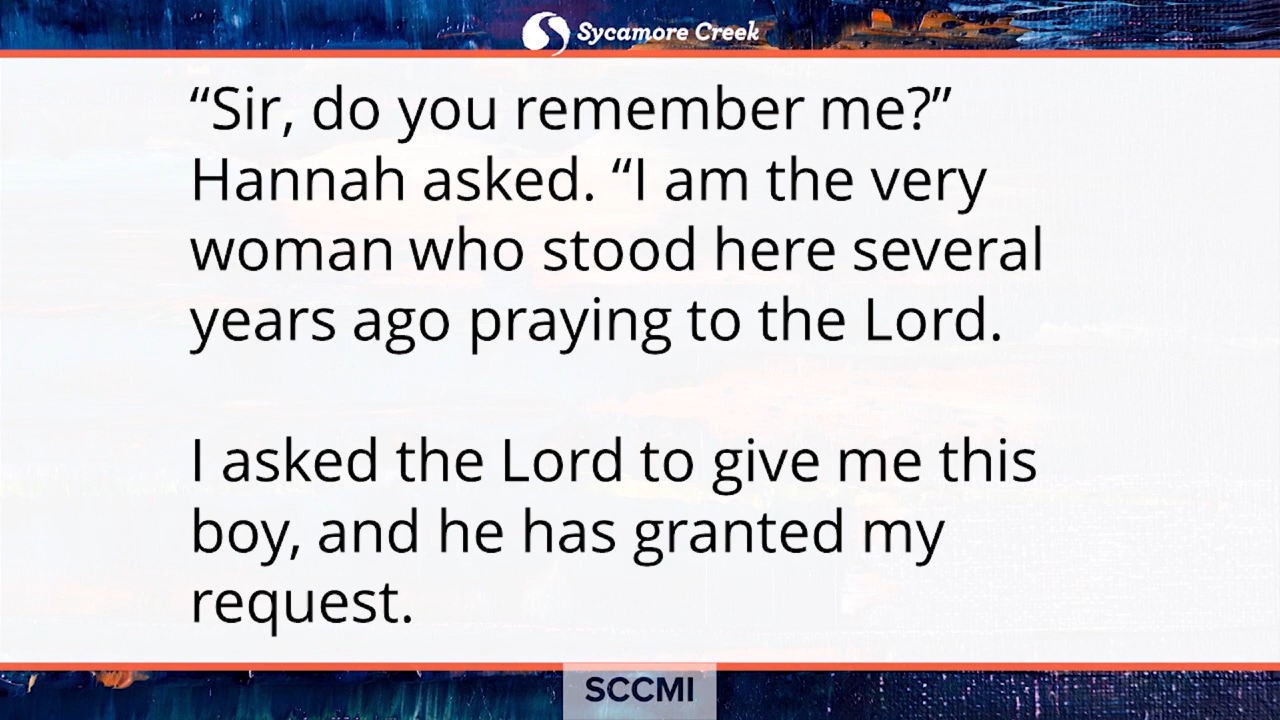 Sycamore Creek
“Sir, do you remember me?”
Hannah asked. “I am the very
woman who stood here several
years ago praying to the Lord.
I asked the Lord to give me this
boy, and he has granted my
request.
SCCMI